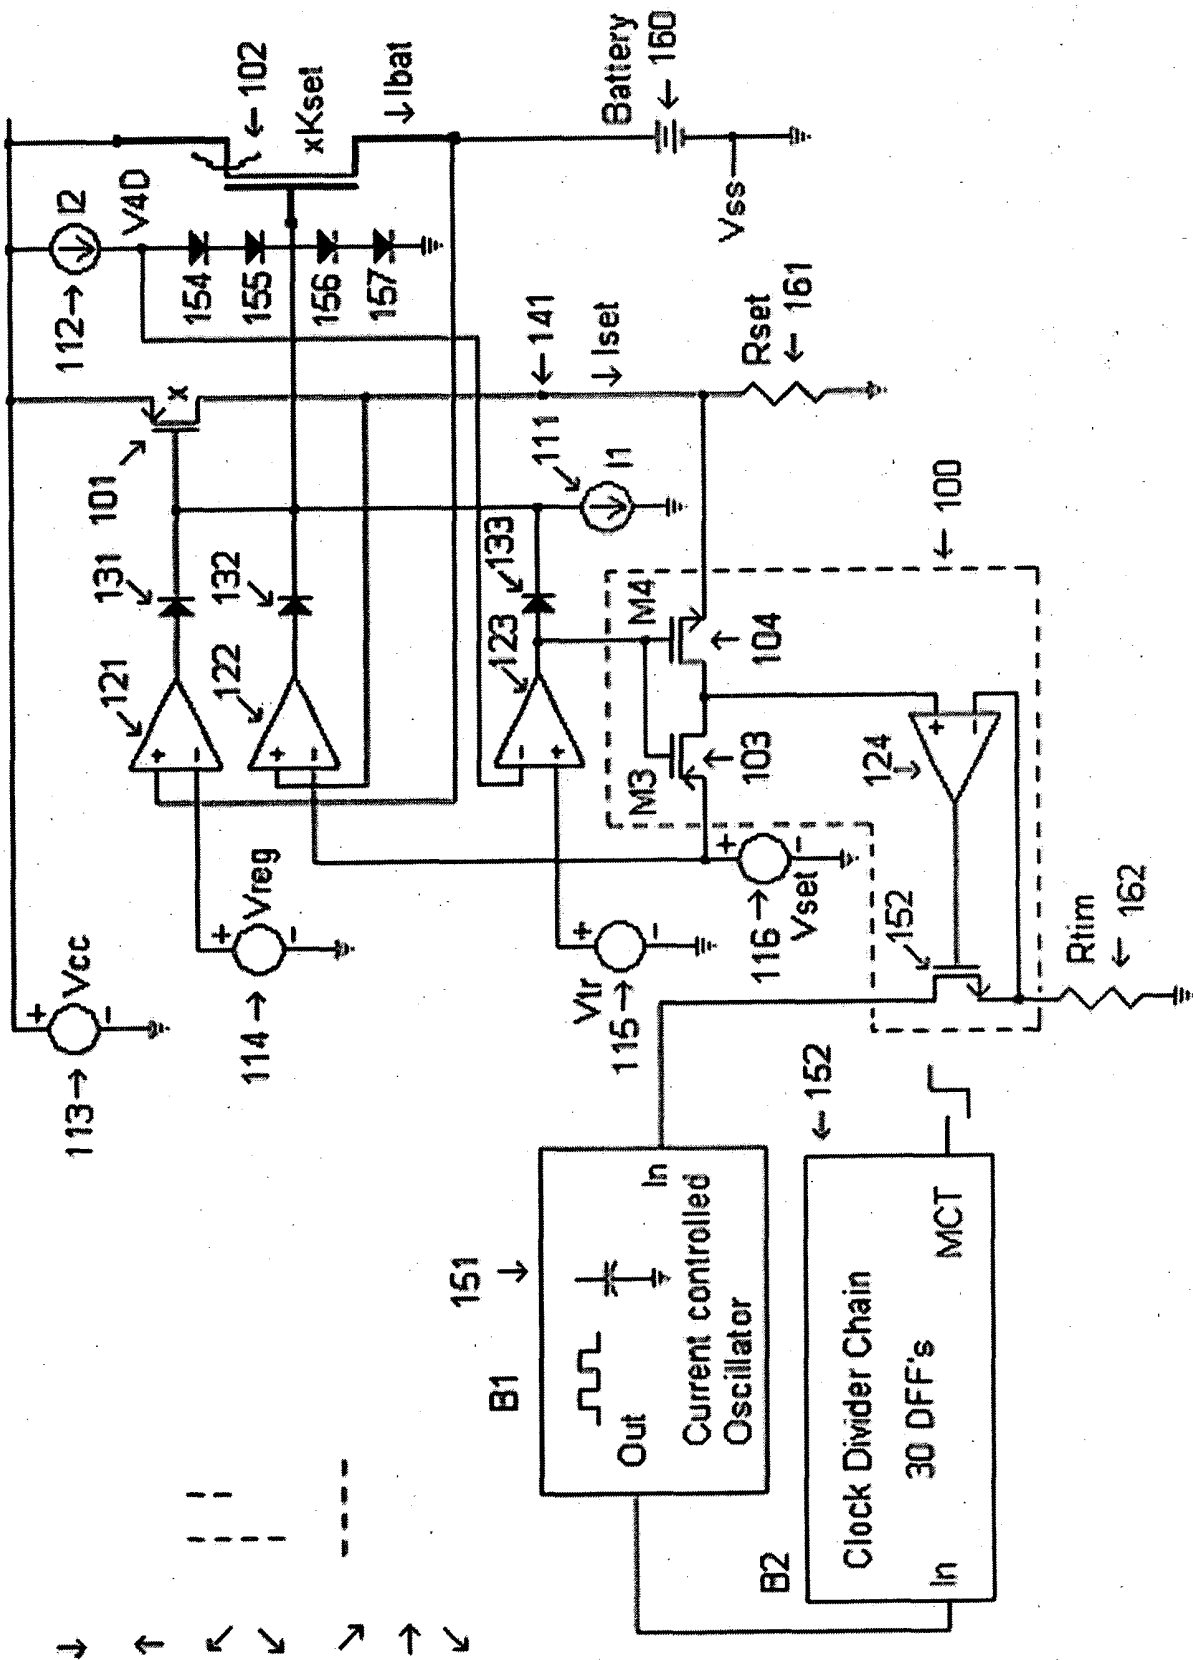 113
Vcc
+
-
114
Vreg
+
-
115
Vtr
+
-
116
Vset
+
-
121
+
-
122
+
-
123
-
+
131
132
133
101
x
112
I2
V4D
154
155
156
157
102
xKset
Ibat
Battery
160
Vss
141
Iset
Rset
161
111
I1
M4
104
M3
103
100
124
+
-
152
Rtim
162
B1
151
Out
In
Current controlled
Oscillator
B2
152
In
Clock Divider Chain
30 DFF's
MCT